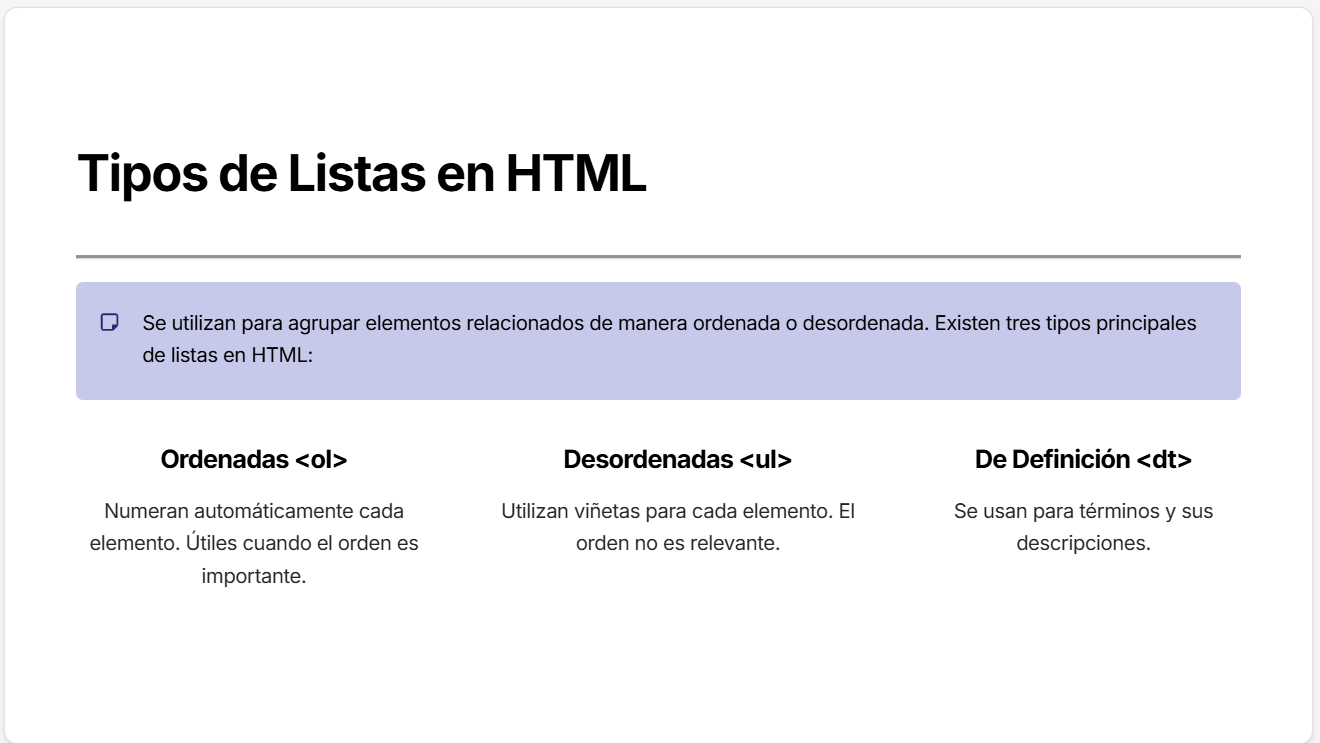 Tipos de Listas en HTML
Se utilizan para agrupar elementos relacionados de manera ordenada o desordenada. Existen tres tipos principales
de listas en HTML:
Ordenadas <ol>
Numeran automáticamente cada
elemento. Útiles cuando el orden es
importante.
Desordenadas <ul>
Utilizan viñetas para cada elemento. El
orden no es relevante.
De Definición <dt>
Se usan para términos y sus
descripciones.